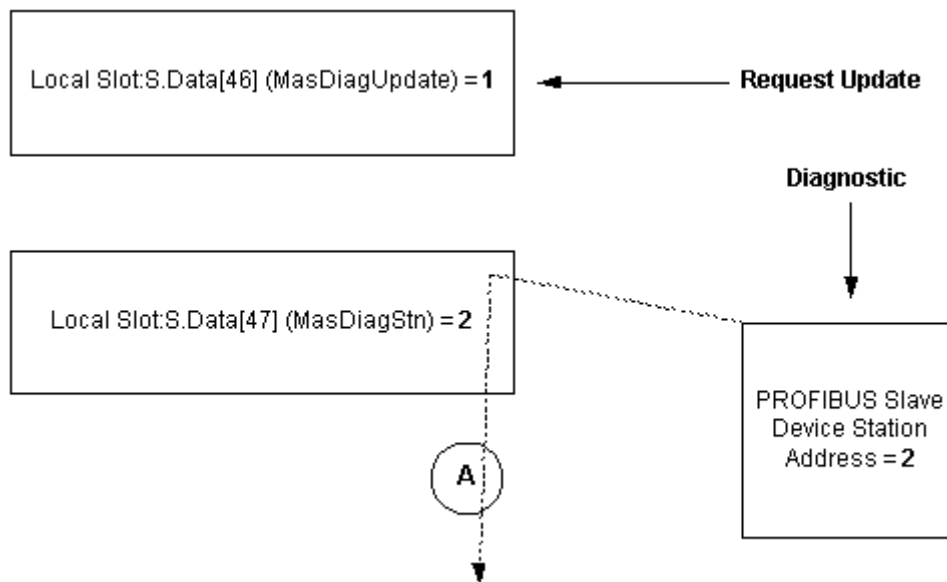 Local Slot:S.Data[46] (MasDiagUpdate) = 1
Request Update
Diagnostic
Local Slot:S.Data[47] (MasDiagStn) = 2
PROFIBUS Slave
Device Station
Address = 2
A